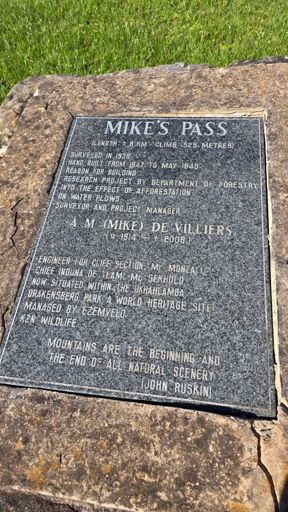 MIKE'S PASS
(LENGTH ± 8 KM CLIMB 525 METRES)
SURVEYED IN 1938
HAND BUILT FROM 1947 TO MAY 1949
REASON FOR BUILDING:
RESEARCH PROJECT BY DEPARTMENT OF FORESTRY
INTO THE EFFECT OF AFFORESTATION
ON WATER FLOWS
SURVEYOR AND PROJECT MANAGER
A M (MIKE) DE VILLIERS
1914 – 2006
ENGINEER FOR CLIFF SECTION: Mr MONZALI
CHIEF INDUNA OF TEAM: Mr SEKHOLO
NOW SITUATED WITHIN THE UKHAHLAMBA
DRAKENSBERG PARK A WORLD HERITAGE SITE
MANAGED BY EZEMVELO
KZN WILDLIFE
MOUNTAINS ARE THE BEGINNING AND
THE END OF ALL NATURAL SCENERY
(JOHN RUSKIN)